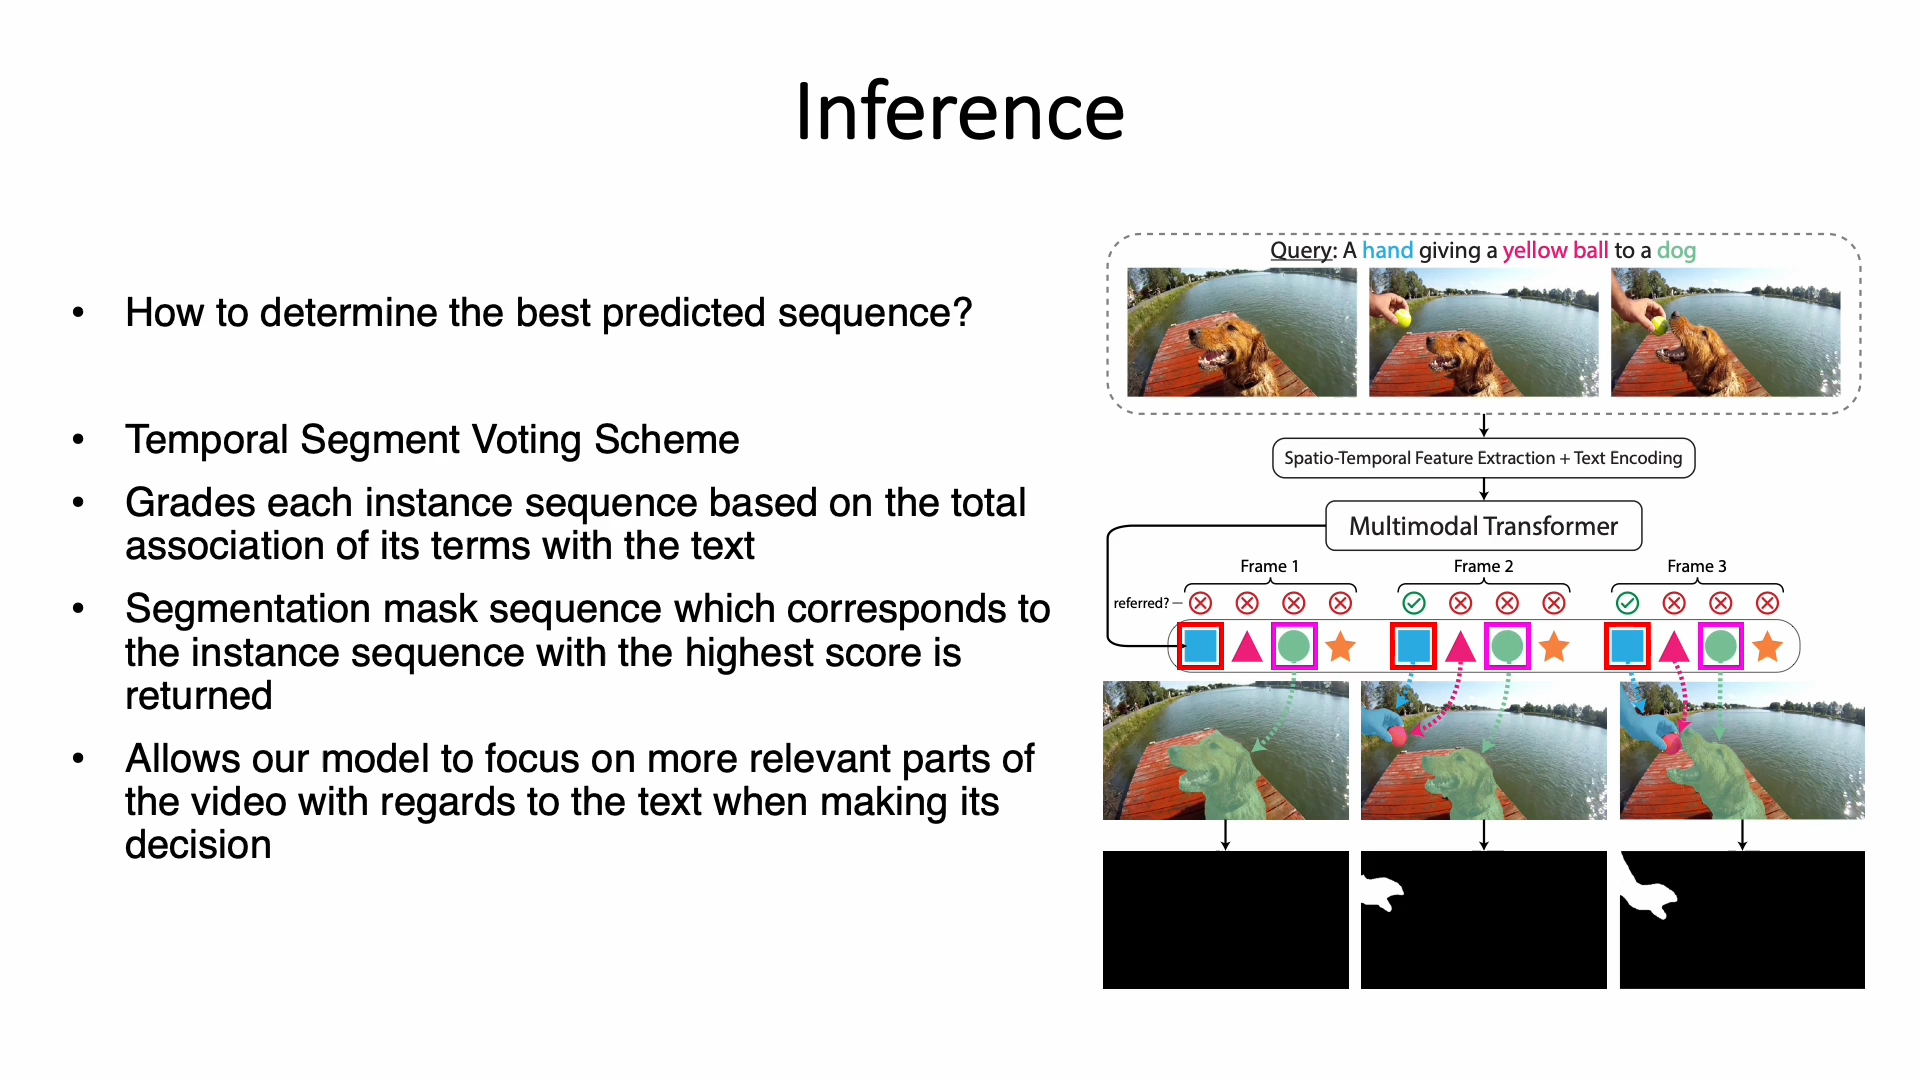 Inference
• How to determine the best predicted sequence?
• Temporal Segment Voting Scheme
• Grades each instance sequence based on the total
association of its terms with the text
• Segmentation mask sequence which corresponds to
the instance sequence with the highest score is
returned
• Allows our model to focus on more relevant parts of
the video with regards to the text when making its
decision
Query: A hand giving a yellow ball to a dog
Spatio-Temporal Feature Extraction + Text Encoding
Multimodal Transformer
Frame 1 Frame 2 Frame 3
referred?